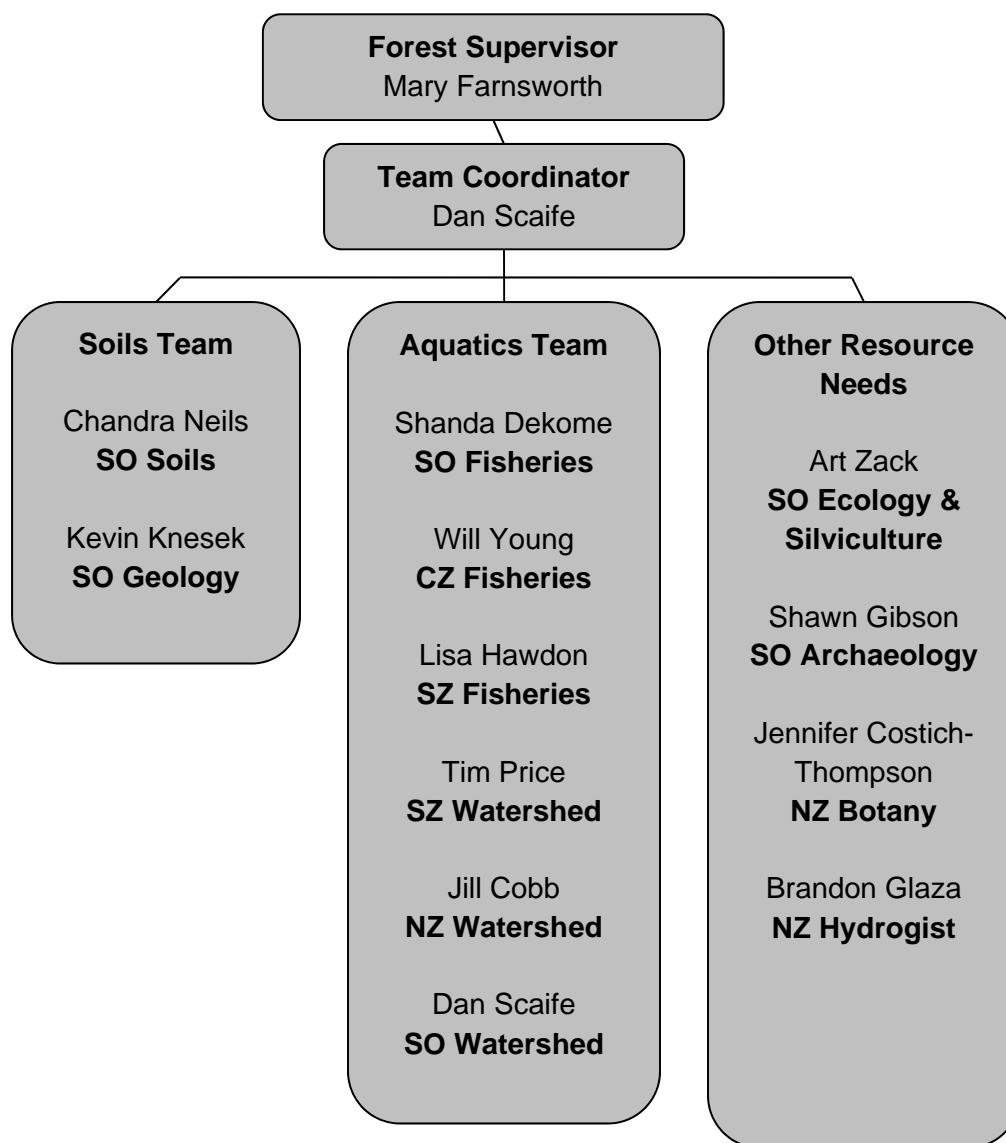 Forest Supervisor
Mary Farnsworth
Team Coordinator
Dan Scaife
Soils Team
Chandra Neils
SO Soils
Kevin Knesek
SO Geology
Aquatics Team
Shanda Dekome
SO Fisheries
Will Young
CZ Fisheries
Lisa Hawdon
SZ Fisheries
Tim Price
SZ Watershed
Jill Cobb
NZ Watershed
Dan Scaife
SO Watershed
Other Resource
Needs
Art Zack
SO Ecology &
Silviculture
Shawn Gibson
SO Archaeology
Jennifer Costich-
Thompson
NZ Botany
Brandon Glaza
NZ Hydrogist